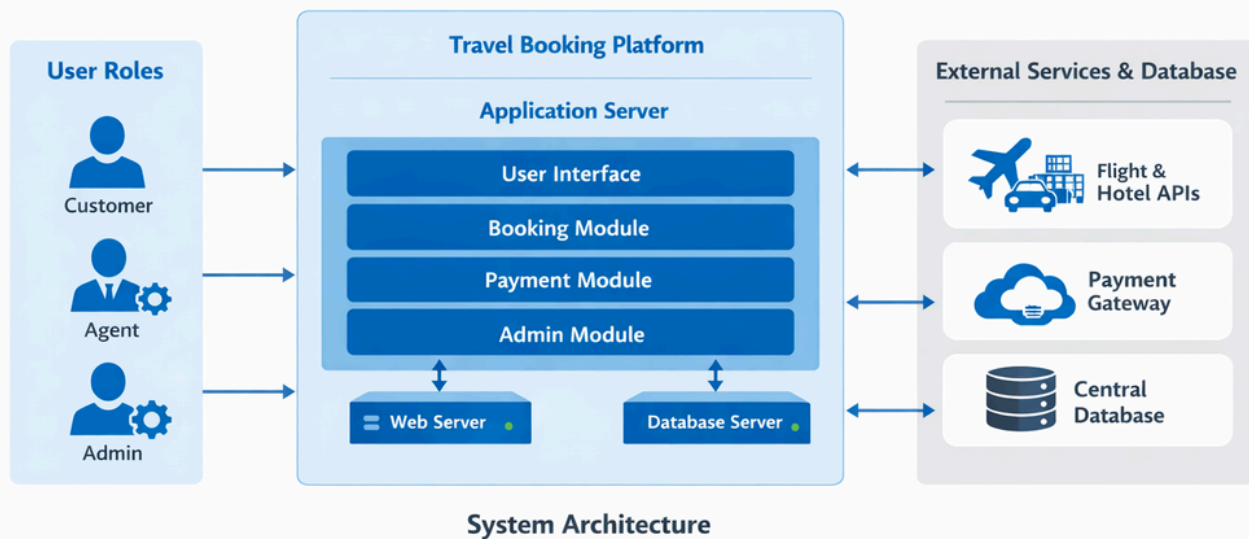 User Roles
Customer
Agent
Admin
Travel Booking Platform
Application Server
User Interface
Booking Module
Payment Module
Admin Module
Web Server
Database Server
External Services & Database
Flight &
Hotel APIs
Payment
Gateway
Central
Database
System Architecture